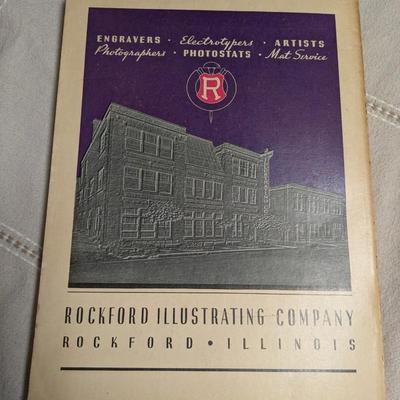 ENGRAVERS · Electrotypers · ARTISTS
Photographers · PHOTOSTATS · Mat Service
R
ROCKFORD ILLUSTRATING COMPANY
ROCKFORD • ILLINOIS